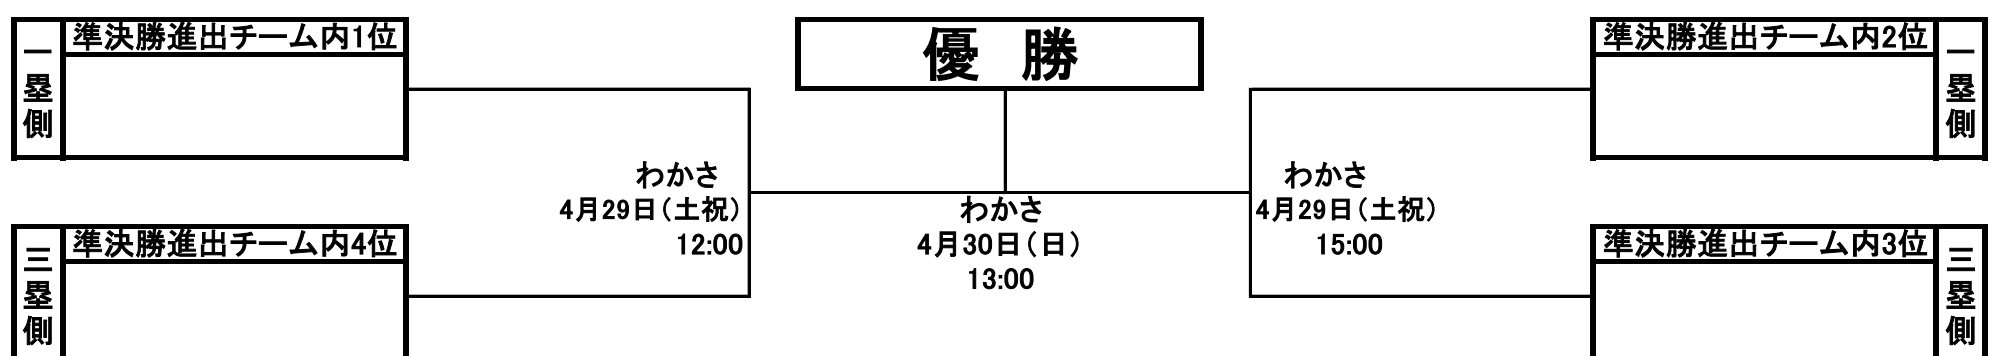 一塁側
準決勝進出チーム内1位
優　勝
準決勝進出チーム内2位
一塁側
わかさ
4月29日（土祝）
12:00
わかさ
4月30日（日）
13:00
わかさ
4月29日（土祝）
15:00
三塁側
準決勝進出チーム内4位
準決勝進出チーム内3位
三塁側